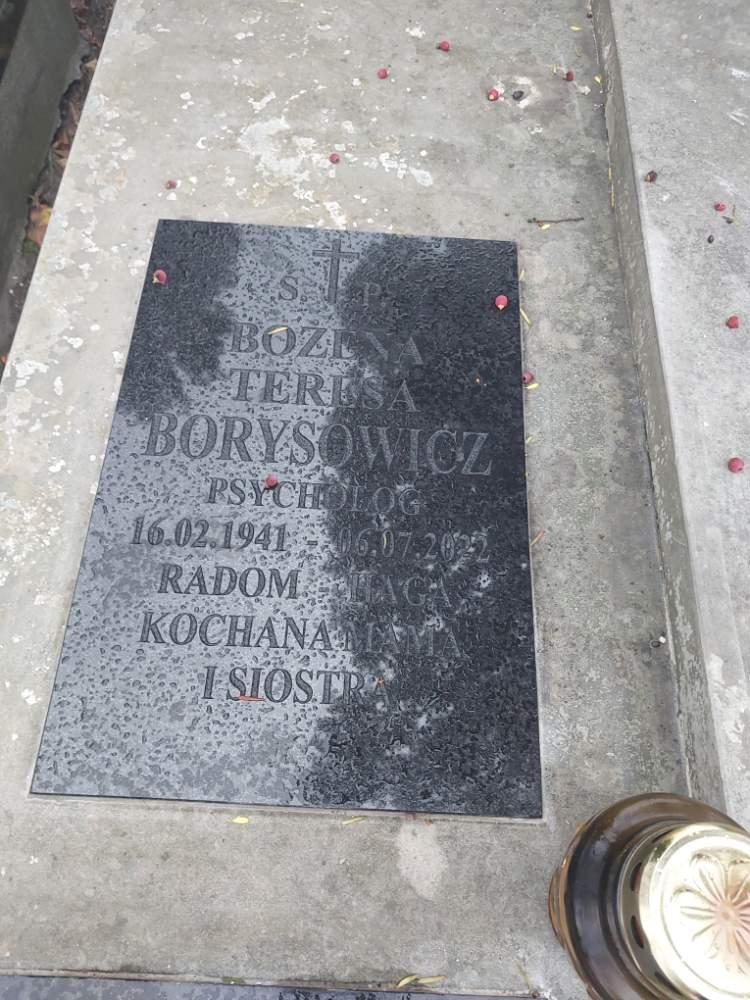 Ś. P.
BOŻENA
TERESA
BORYSOWICZ
PSYCHOLOG
16.02.1941 - 06.07.2022
RADOM - HAGA
KOCHANA MAMA
I SIOSTRA